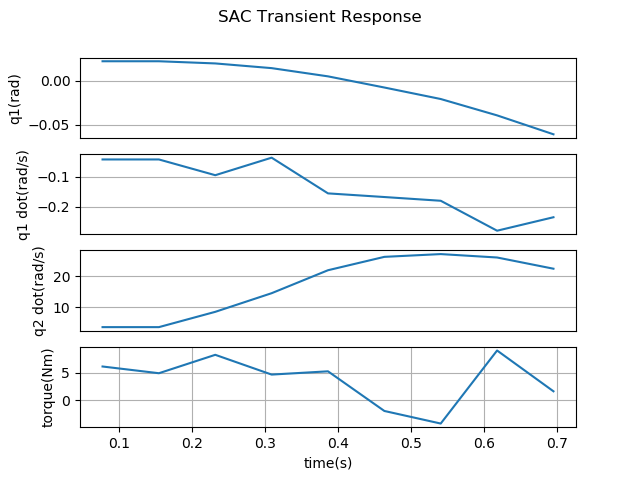 SAC Transient Response
q1(rad)
0.00
−0.05
q1 dot(rad/s)
−0.1
−0.2
q2 dot(rad/s)
20
10
torque(Nm)
5
0
0.1 0.2 0.3 0.4 0.5 0.6 0.7
time(s)